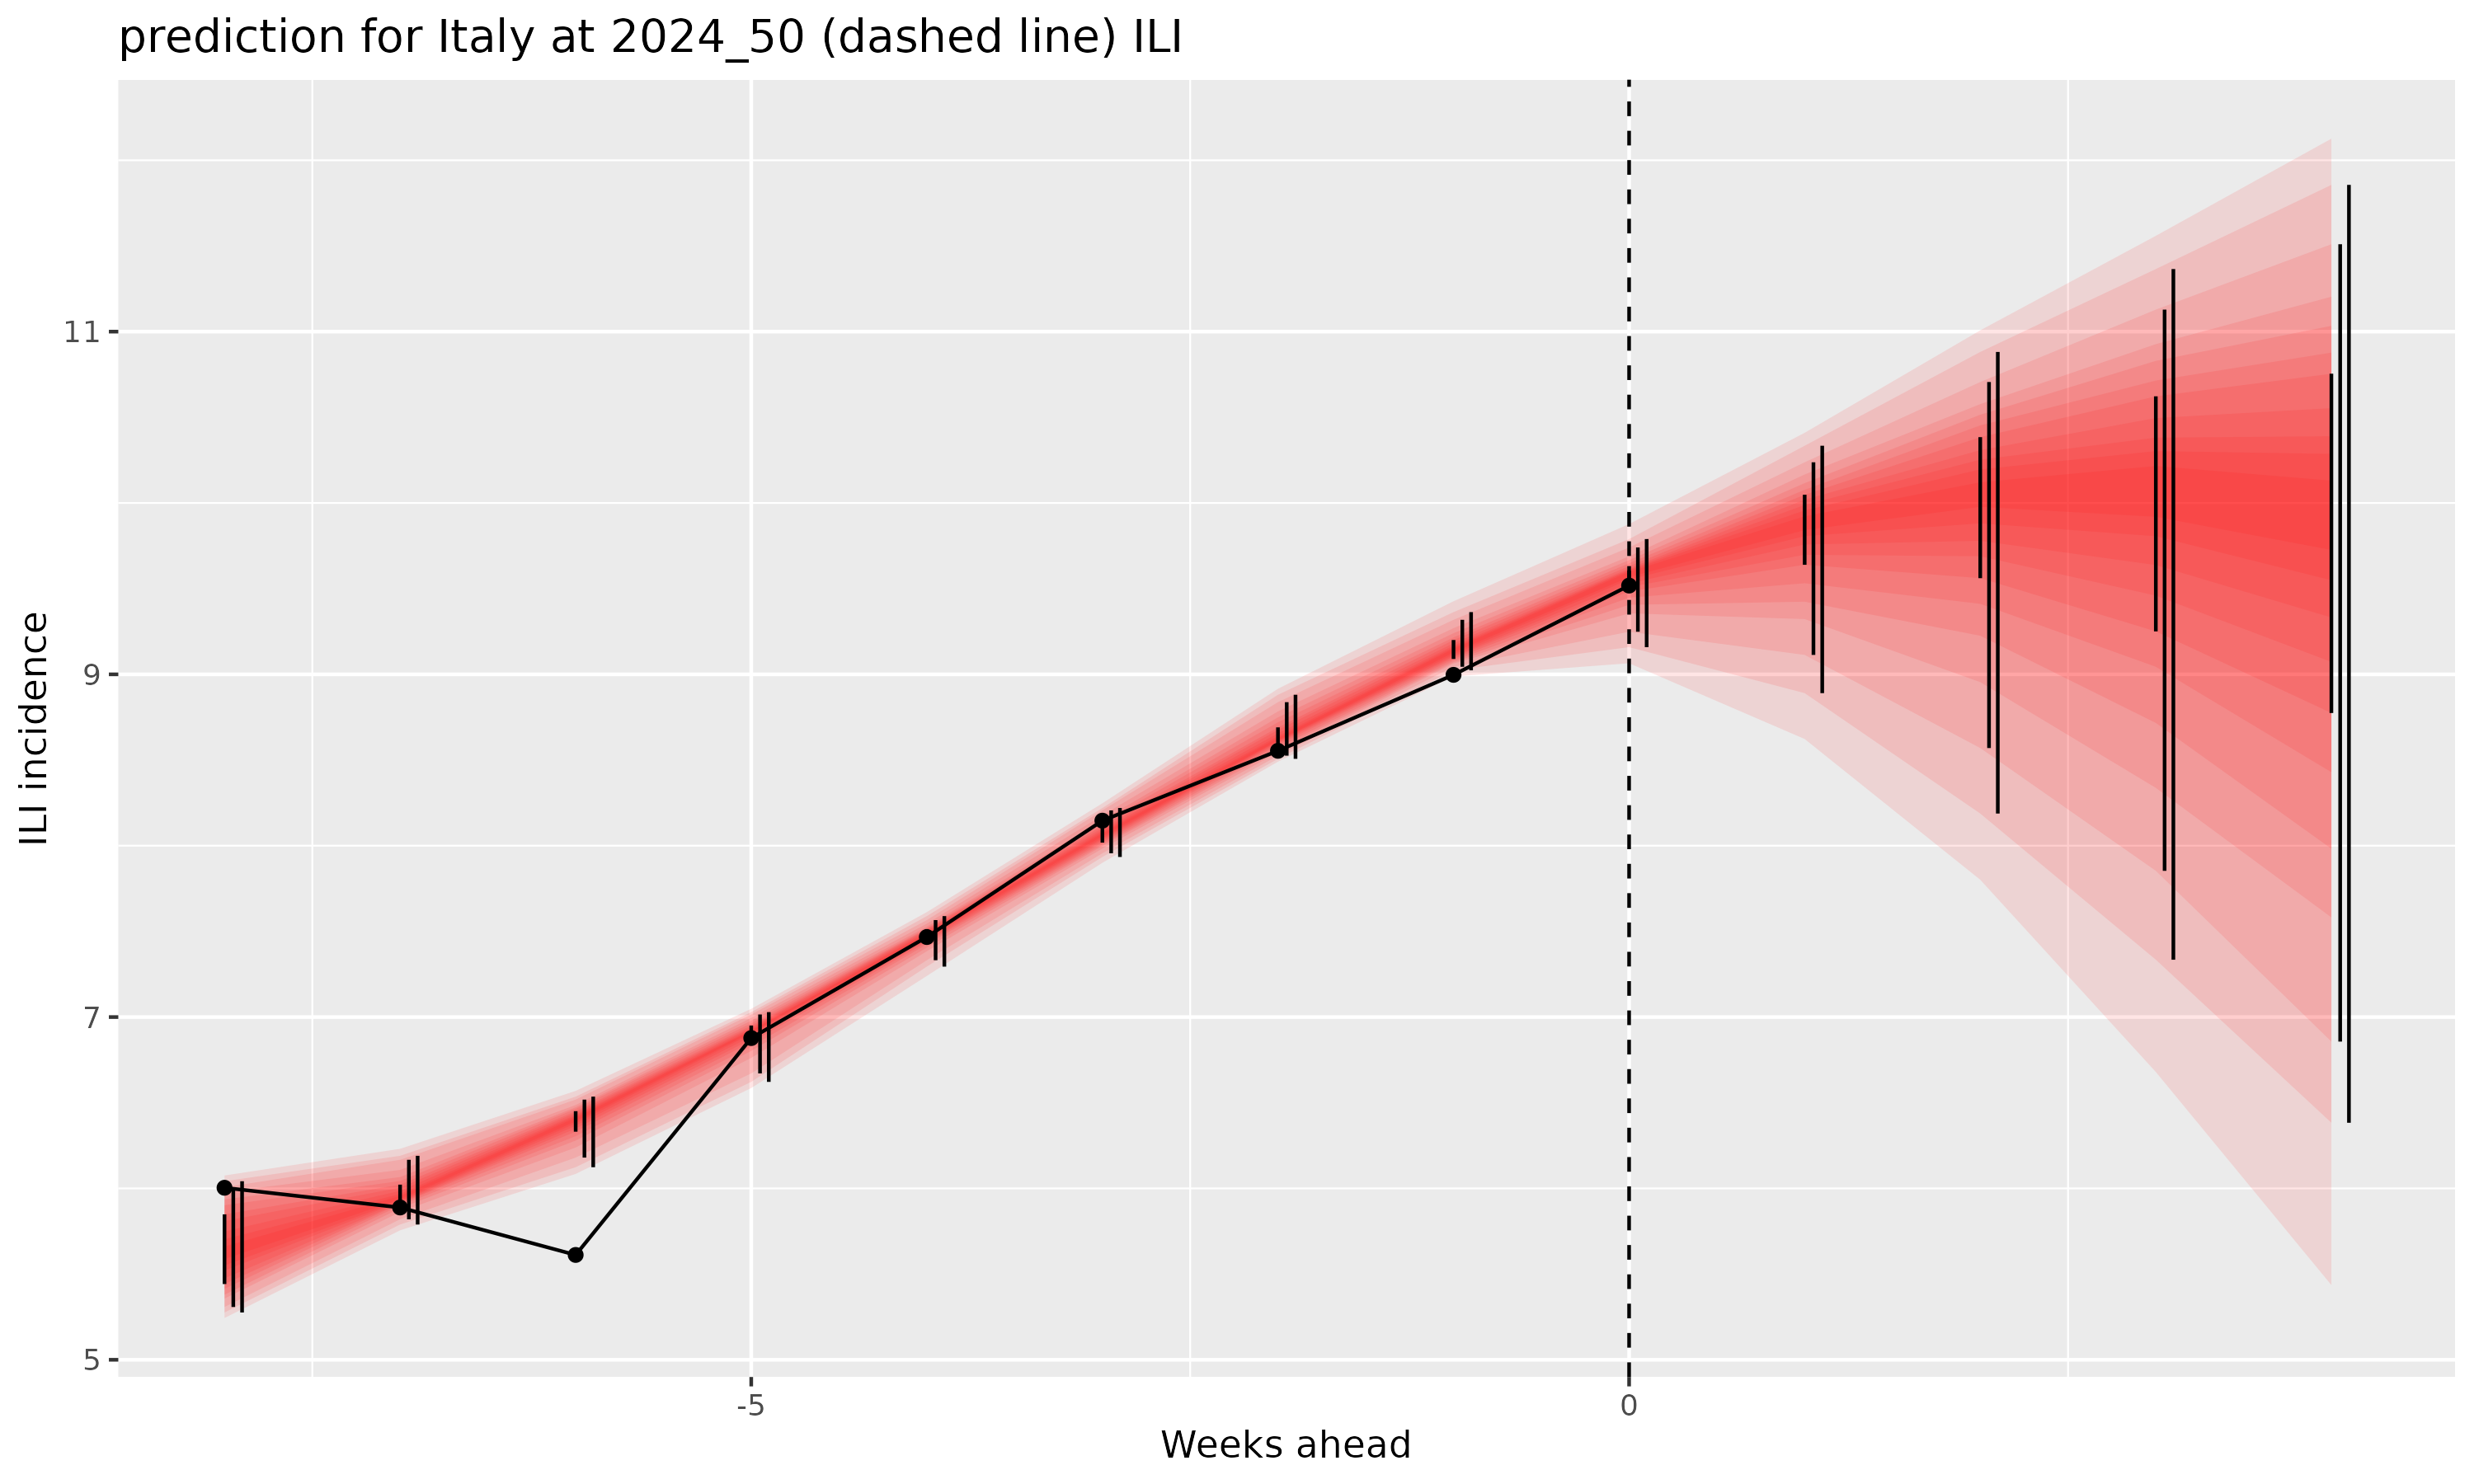 prediction for Italy at 2024_50 (dashed line) ILI
ILI incidence
11
9
7
5
-5
0
Weeks ahead